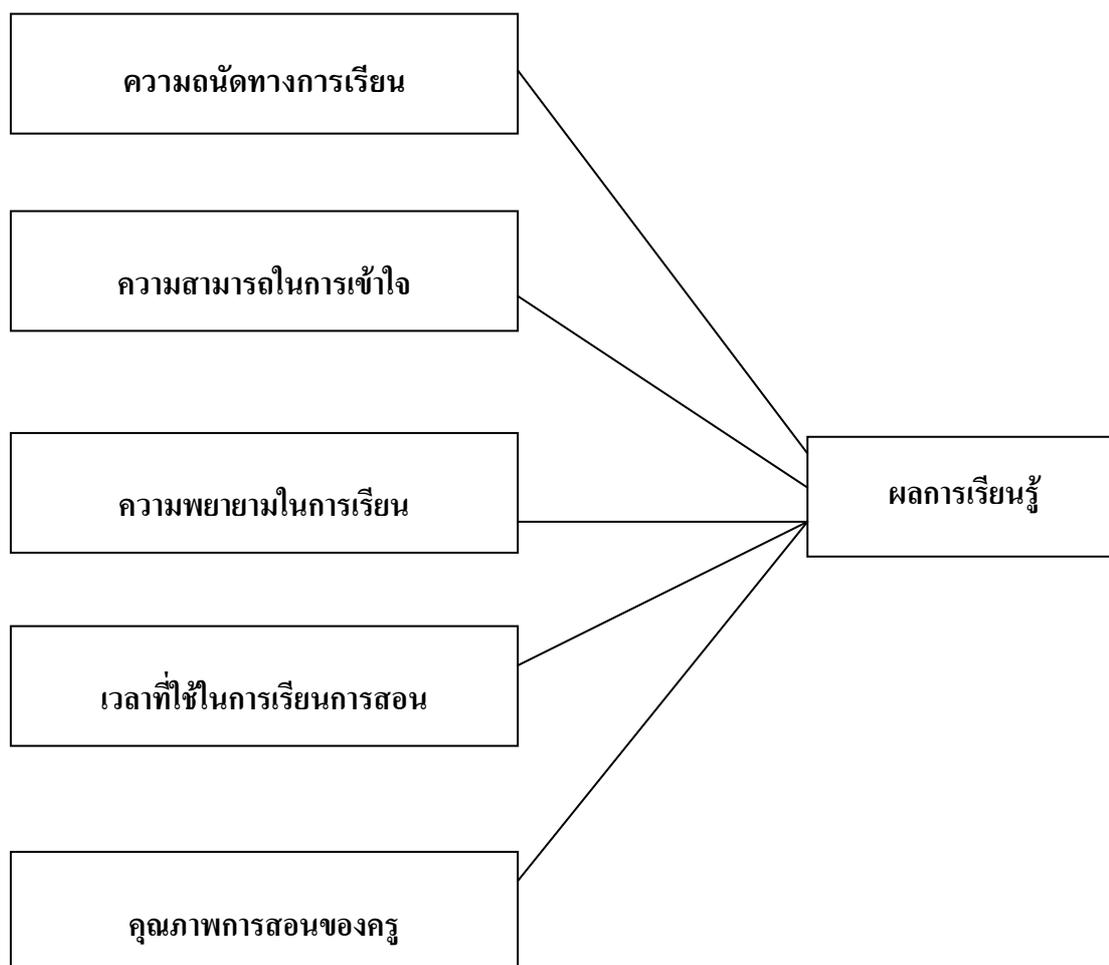 ความถนัดทางการเรียน
ความสามารถในการเข้าใจ
ความพยายามในการเรียน
ผลการเรียนรู้
เวลาที่ใช้ในการเรียนการสอน
คุณภาพการสอนของครู